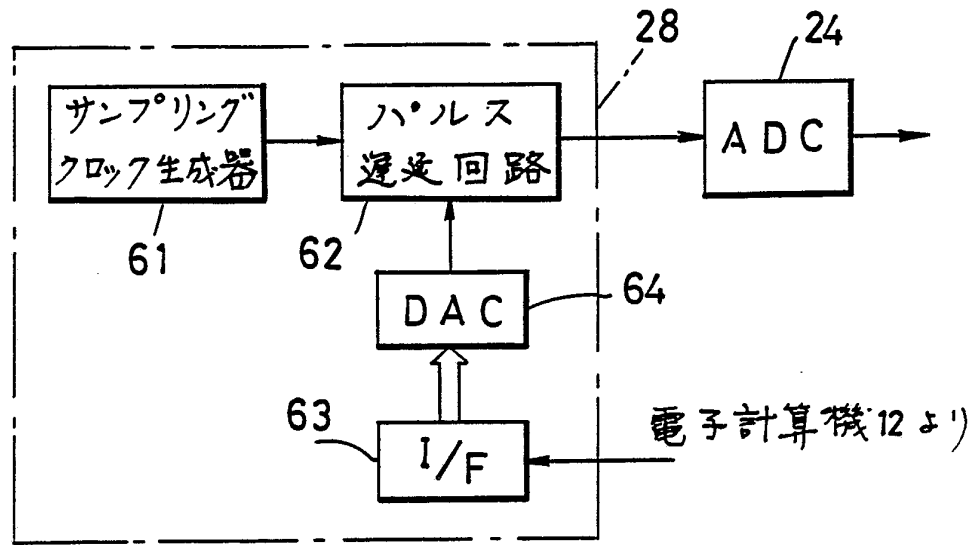 28
24
サンプリング
クロック生成器
パルス
遅延回路
ADC
61
62
DAC
64
63
I/F
電子計算機12より